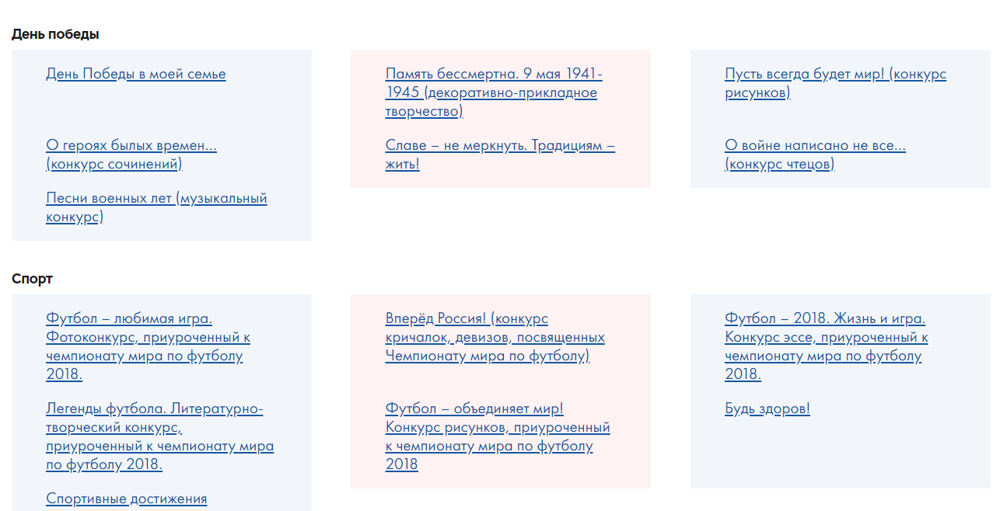 День победы
День Победы в моей семье
Память бессмертна. 9 мая 1941-
1945 (декоративно-прикладное
творчество)
Пусть всегда будет мир! (конкурс
рисунков)
О героях былых времен...
(конкурс сочинений)
Славе – не меркнуть. Традициям –
жить!
О войне написано не все...
(конкурс чтецов)
Песни военных лет (музыкальный
конкурс)
Спорт
Футбол – любимая игра.
Фотоконкурс, приуроченный к
чемпионату мира по футболу
2018.
Вперёд Россия! (конкурс
кричалок, девизов, посвященных
Чемпионату мира по футболу)
Футбол – 2018. Жизнь и игра.
Конкурс эссе, приуроченный к
чемпионату мира по футболу
2018.
Легенды футбола. Литературно-
творческий конкурс,
приуроченный к чемпионату мира
по футболу 2018.
Футбол – объединяет мир!
Конкурс рисунков, приуроченный
к чемпионату мира по футболу
2018
Будь здоров!
Спортивные достижения